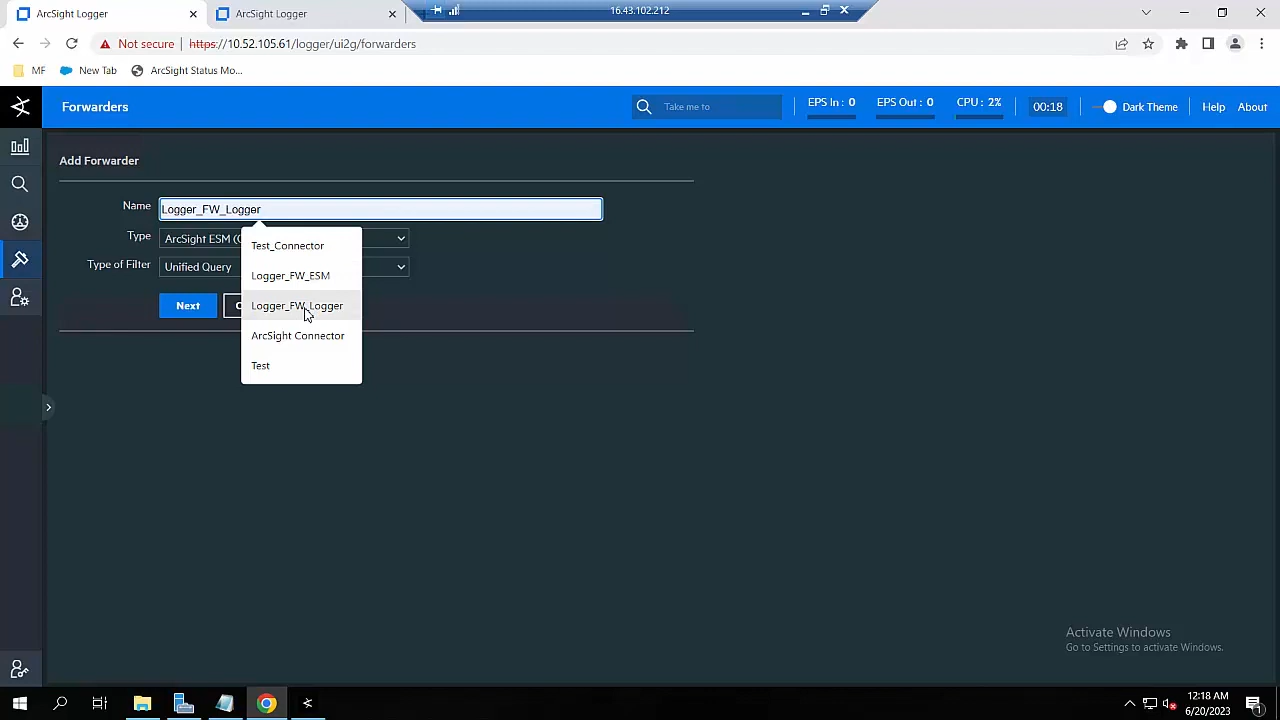 ArcSight Logger
ArcSight Logger
16.43.102.212
Not secure
https://10.52.105.61/logger/ui2g/forwarders
MF
New Tab
ArcSight Status Mo...
Forwarders
Take me to
EPS In : 0
EPS Out : 0
CPU : 2%
00:18
Dark Theme
Help
About
Add Forwarder
Name
Logger_FW_Logger
Type
ArcSight ESM (
Type of Filter
Unified Query
Next
Test_Connector
Logger_FW_ESM
Logger_FW_Logger
ArcSight Connector
Test
Activate Windows
Go to Settings to activate Windows.
12:18 AM
6/20/2023
1